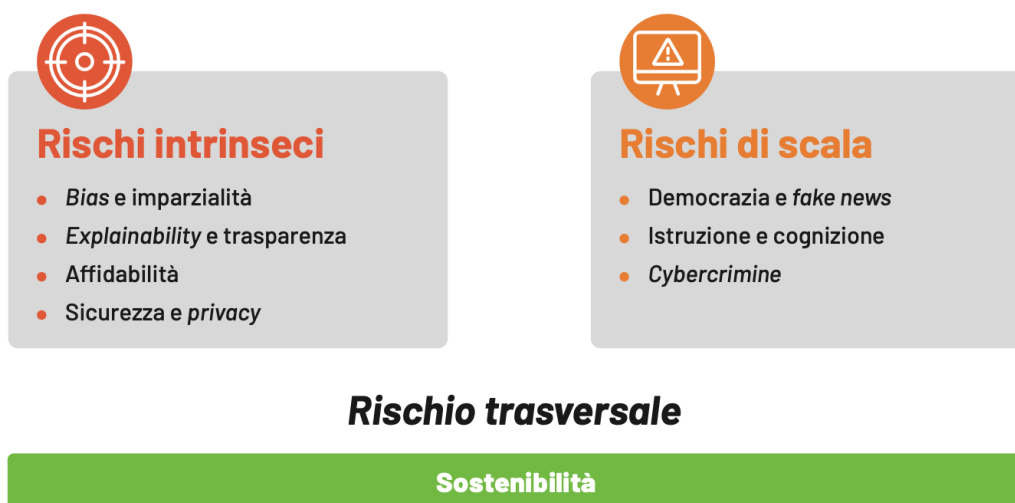 Rischi intrinseci
Bias e imparzialità
Explainability e trasparenza
Affidabilità
Sicurezza e privacy
Rischi di scala
Democrazia e fake news
Istruzione e cognizione
Cybercrimine
Rischio trasversale
Sostenibilità